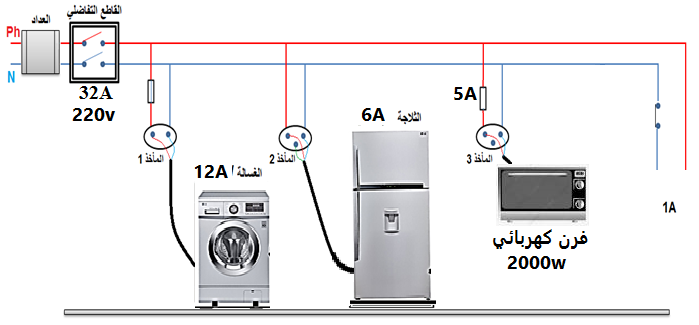 العداد
القاطع التفاضلي
Ph
N
32A
220v
5A
المأخذ 1
المأخذ 2
المأخذ 3
12A الغسالة /
6A الثلاجة
فرن كهربائي
2000w
1A